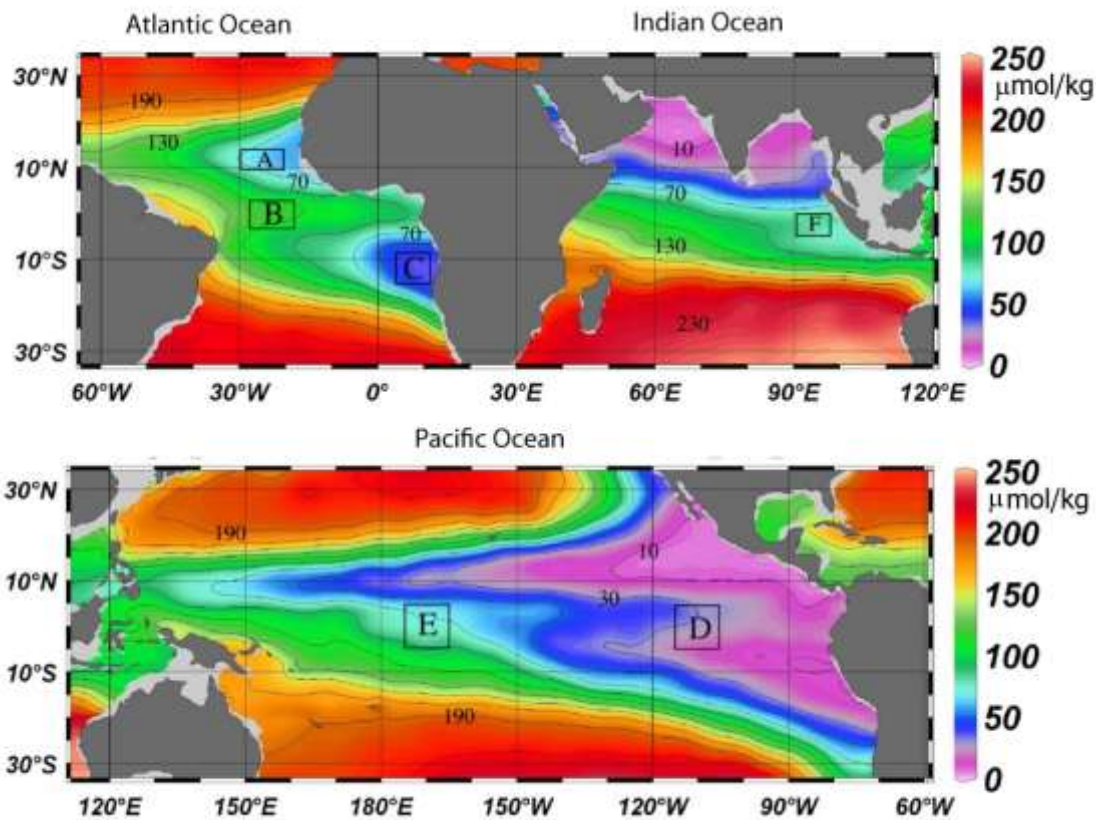 Atlantic Ocean Indian Ocean
30°N 190 250
μmol/kg
130 10 200
10°N A 70 70 150
B F
70 130 100
10°S C
50
230
30°S 0
60°W 30°W 0° 30°E 60°E 90°E 120°E
Pacific Ocean
30°N 250
μmol/kg
190 200
10 150
10°N
30
E D 100
10°S
190 50
30°S 0
120°E 150°E 180°E 150°W 120°W 90°W 60°W